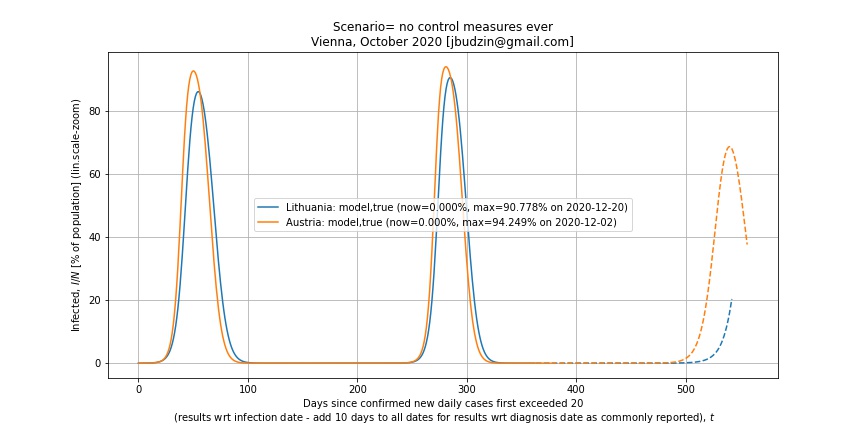 Scenario= no control measures ever
Vienna, October 2020 [jbudzin@gmail.com]
Infected, I/N [% of population] (lin.scale-zoom)
80
60
40
20
0
Lithuania: model,true (now=0.000%, max=90.778% on 2020-12-20)
Austria: model,true (now=0.000%, max=94.249% on 2020-12-02)
0 100 200 300 400 500
Days since confirmed new daily cases first exceeded 20
(results wrt infection date - add 10 days to all dates for results wrt diagnosis date as commonly reported), t